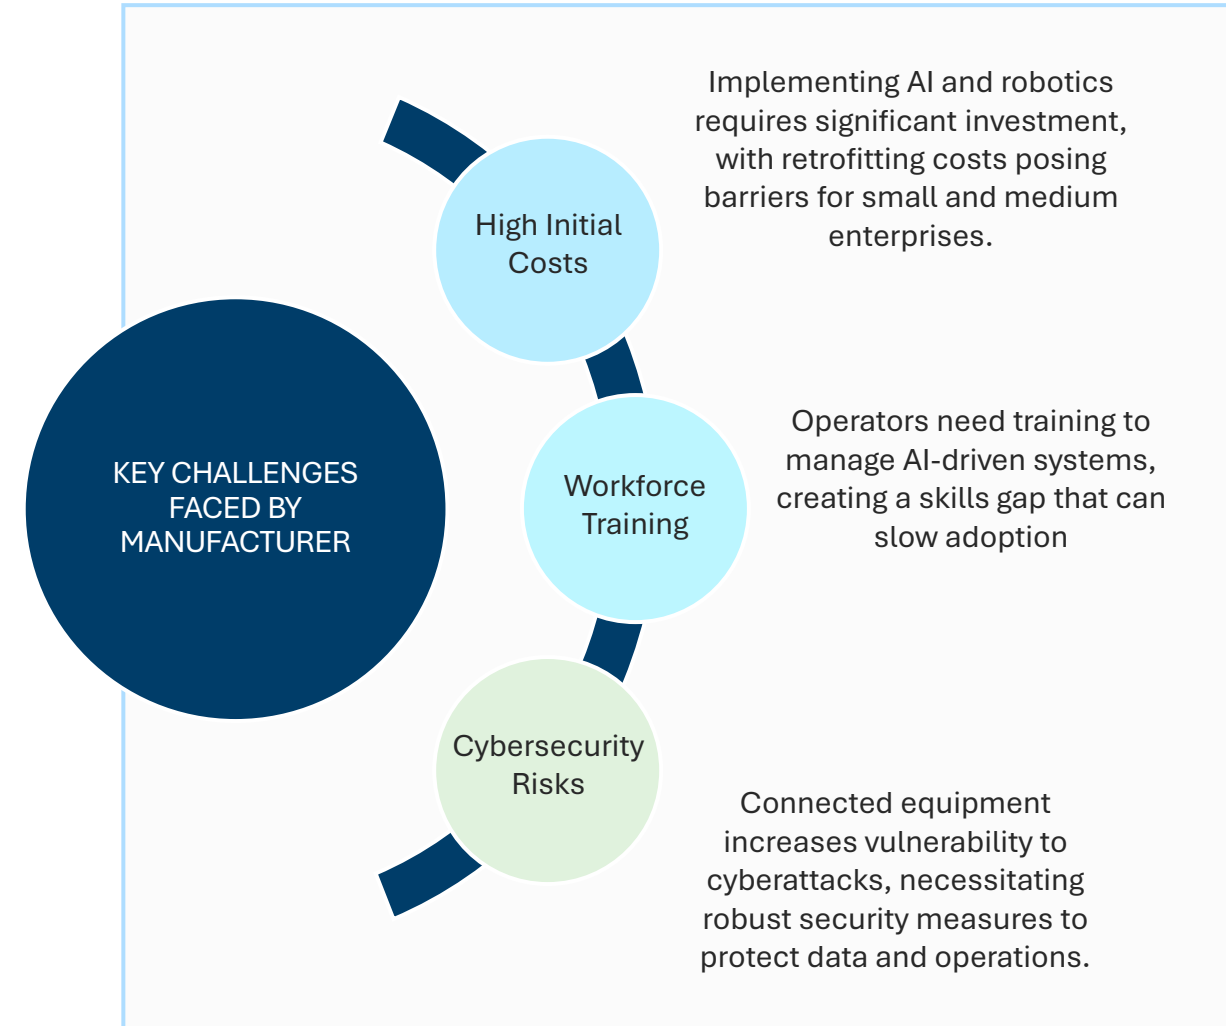 KEY CHALLENGES
FACED BY
MANUFACTURER
High Initial
Costs
Implementing AI and robotics
requires significant investment,
with retrofitting costs posing
barriers for small and medium
enterprises.
Workforce
Training
Operators need training to
manage AI-driven systems,
creating a skills gap that can
slow adoption
Cybersecurity
Risks
Connected equipment
increases vulnerability to
cyberattacks, necessitating
robust security measures to
protect data and operations.